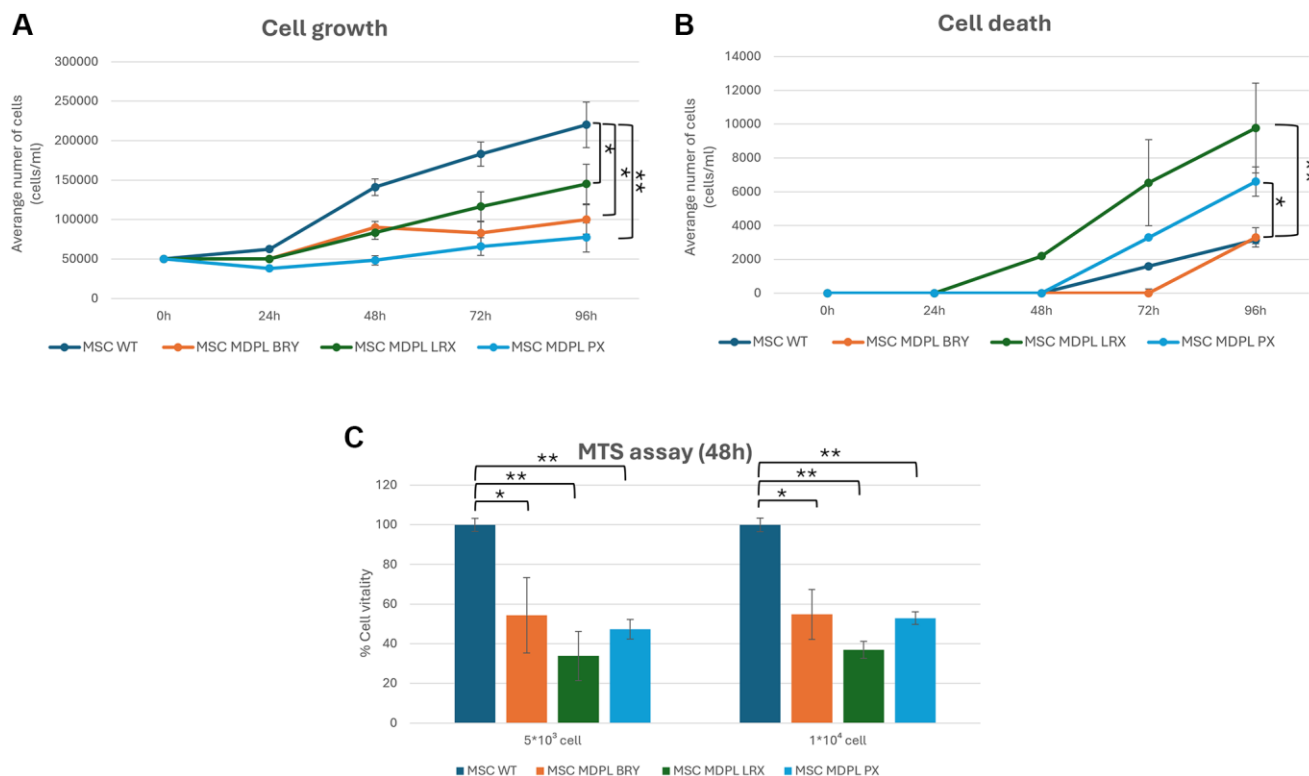 A
Cell growth
Averange numer of cells
(cells/ml)
300000
250000
200000
150000
100000
50000
0
0h 24h 48h 72h 96h
*
*
**
MSC WT MSC MDPL BRY MSC MDPL LRX MSC MDPL PX
B
Cell death
Averange numer of cells
(cells/ml)
14000
12000
10000
8000
6000
4000
2000
0
0h 24h 48h 72h 96h
*
MSC WT MSC MDPL BRY MSC MDPL LRX MSC MDPL PX
C
MTS assay (48h)
** **
** **
* *
% Cell vitality
120
100
80
60
40
20
0
5*10³ cell 1*10⁴ cell
MSC WT MSC MDPL BRY MSC MDPL LRX MSC MDPL PX